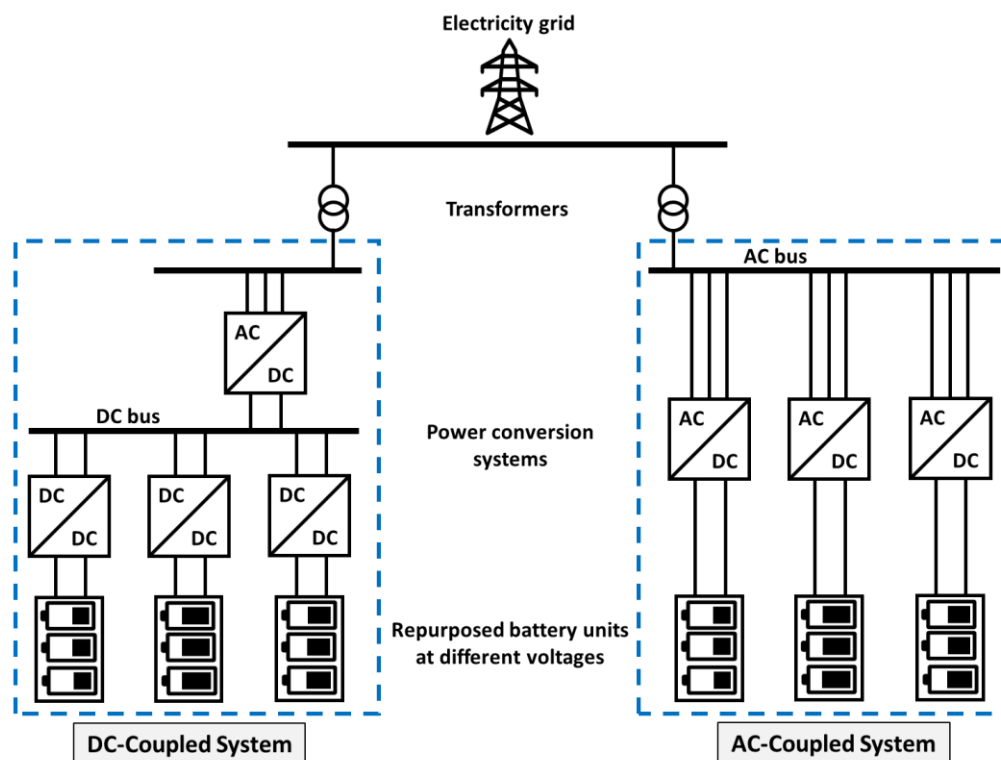 Electricity grid
Transformers
AC bus
AC
DC
DC bus
Power conversion
systems
AC
DC
AC
DC
AC
DC
DC
DC
DC
DC
DC
DC
Repurposed battery units
at different voltages
DC-Coupled System
AC-Coupled System